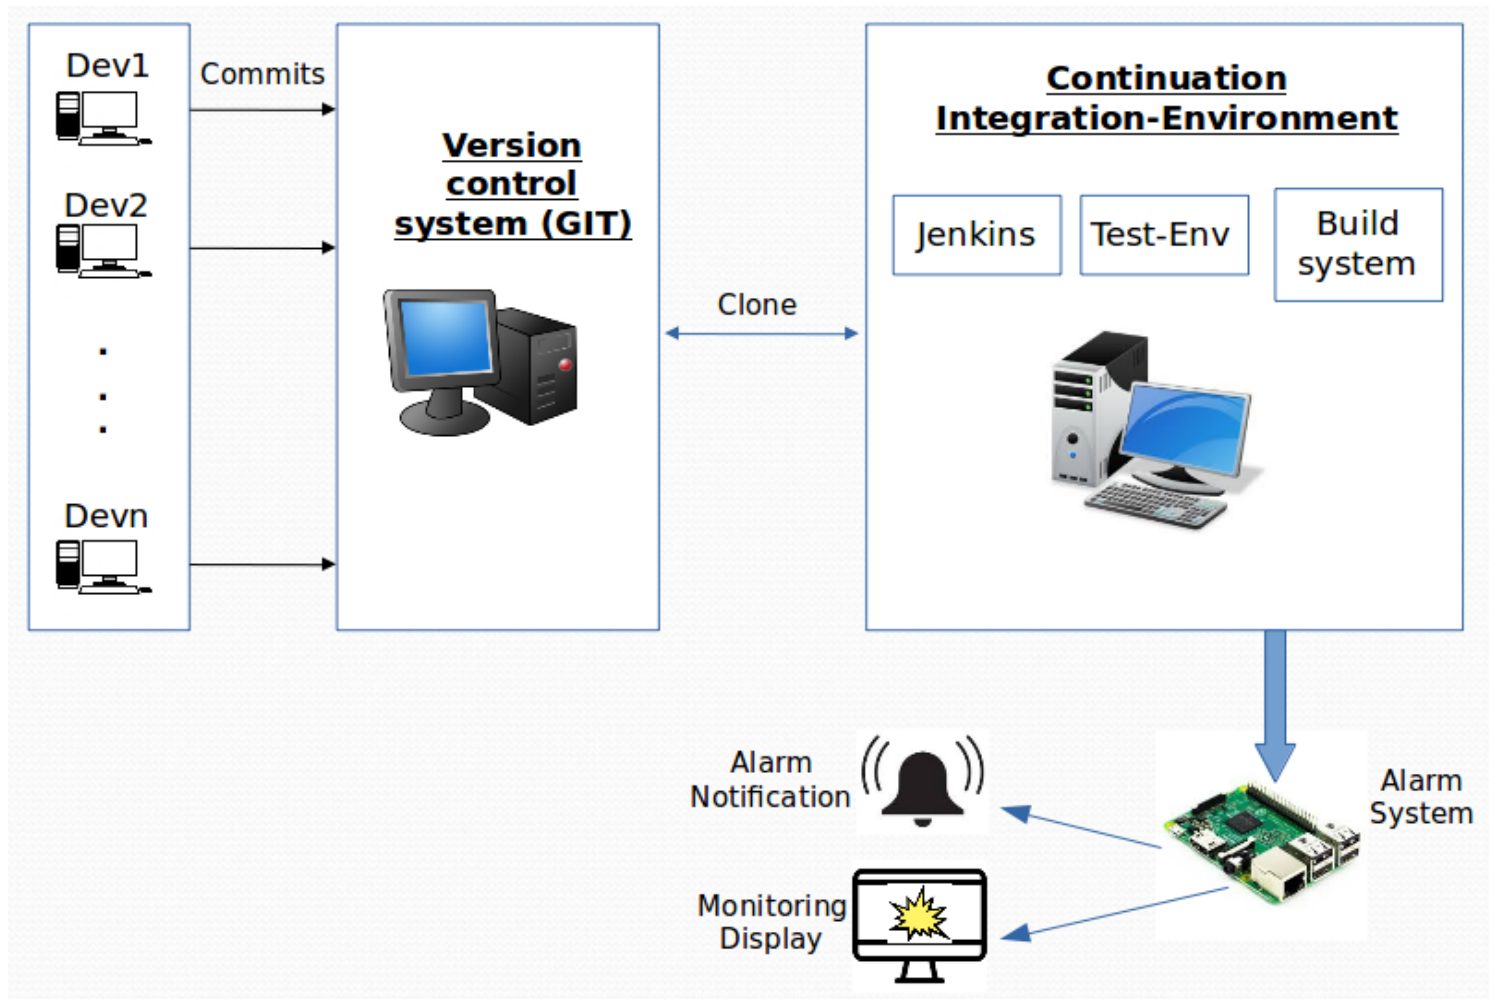 Dev1
Commits
Dev2
.
.
.
Devn
Version
control
system (GIT)
Clone
Continuation
Integration-Environment
Jenkins
Test-Env
Build
system
Alarm
Notification
Alarm
System
Monitoring
Display